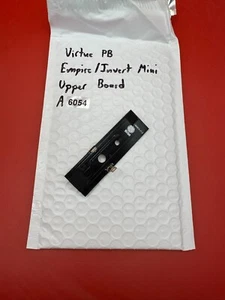 Virtue PB
Empire/Invert Mini
Upper Board
A 6054